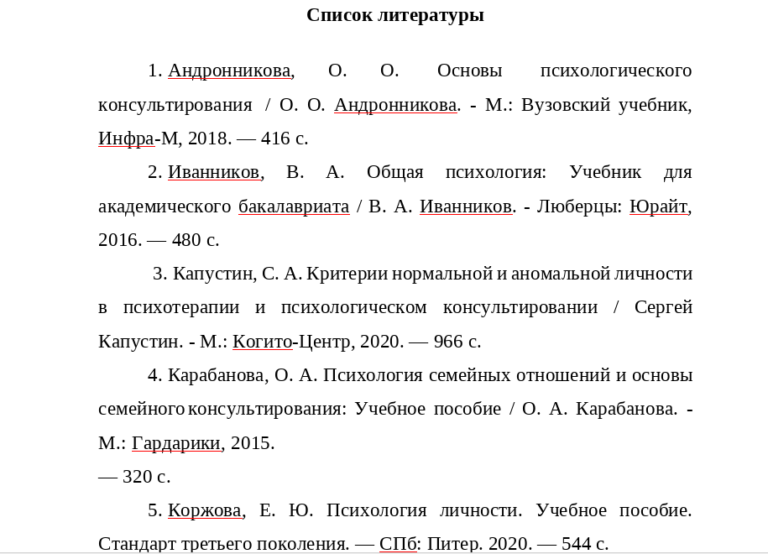 Список литературы
1. Андронникова, О. О. Основы психологического
консультирования / О. О. Андронникова. - М.: Вузовский учебник,
Инфра-М, 2018. — 416 с.
2. Иванников, В. А. Общая психология: Учебник для
академического бакалавриата / В. А. Иванников. - Люберцы: Юрайт,
2016. — 480 с.
3. Капустин, С. А. Критерии нормальной и аномальной личности
в психотерапии и психологическом консультировании / Сергей
Капустин. - М.: Когито-Центр, 2020. — 966 с.
4. Карабанова, О. А. Психология семейных отношений и основы
семейного консультирования: Учебное пособие / О. А. Карабанова. -
М.: Гардарики, 2015.
— 320 с.
5. Коржова, Е. Ю. Психология личности. Учебное пособие.
Стандарт третьего поколения. — СПб: Питер. 2020. — 544 с.